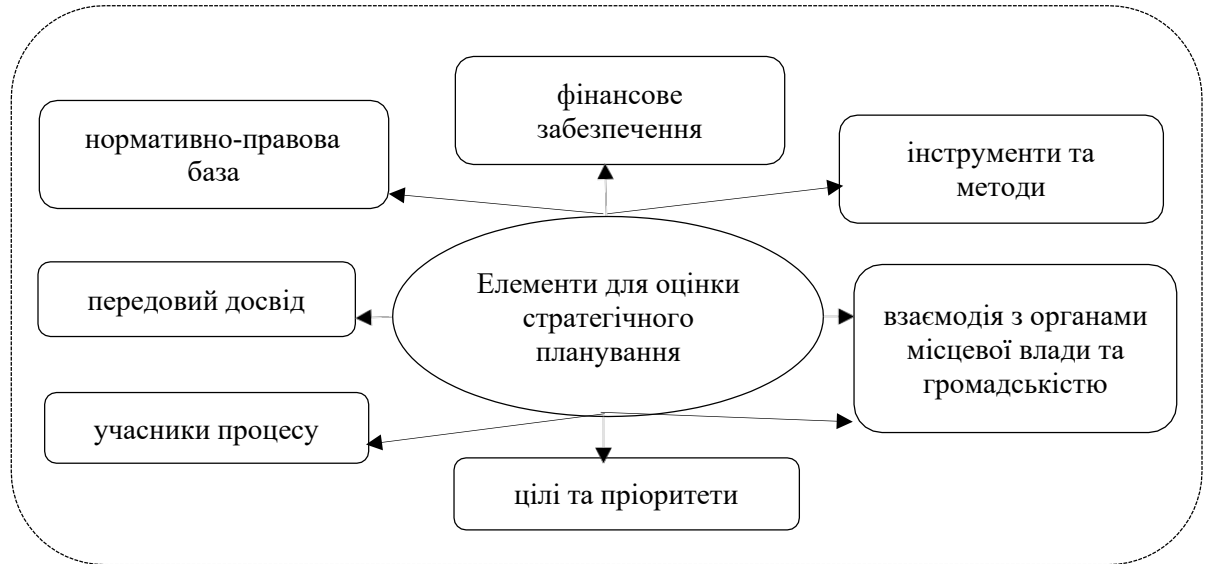 фінансове
забезпечення
нормативно-правова
база
інструменти та
методи
передовий досвід
Елементи для оцінки
стратегічного
планування
взаємодія з органами
місцевої влади та
громадськістю
учасники процесу
цілі та пріоритети